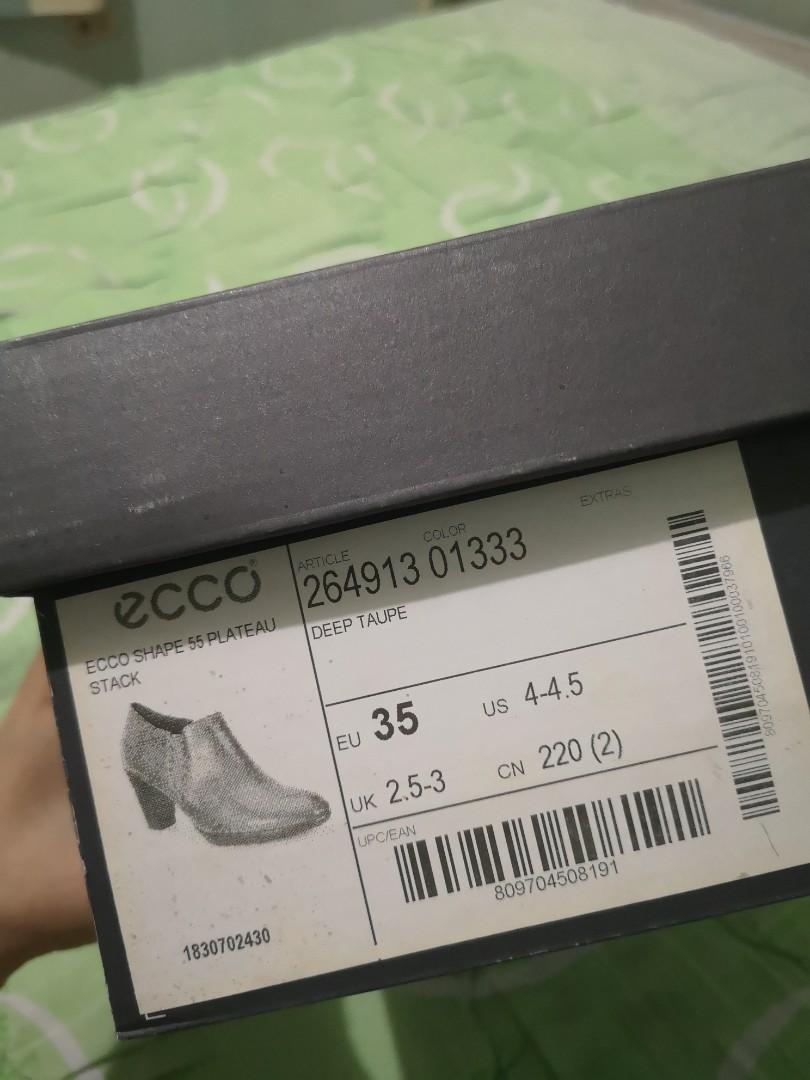 ecco®
ECCO SHAPE 55 PLATEAU
STACK
1830702430
ARTICLE COLOR EXTRAS
264913 01333
DEEP TAUPE
EU 35 US 4-4.5
UK 2.5-3 CN 220 (2)
UPC/EAN
809704508191